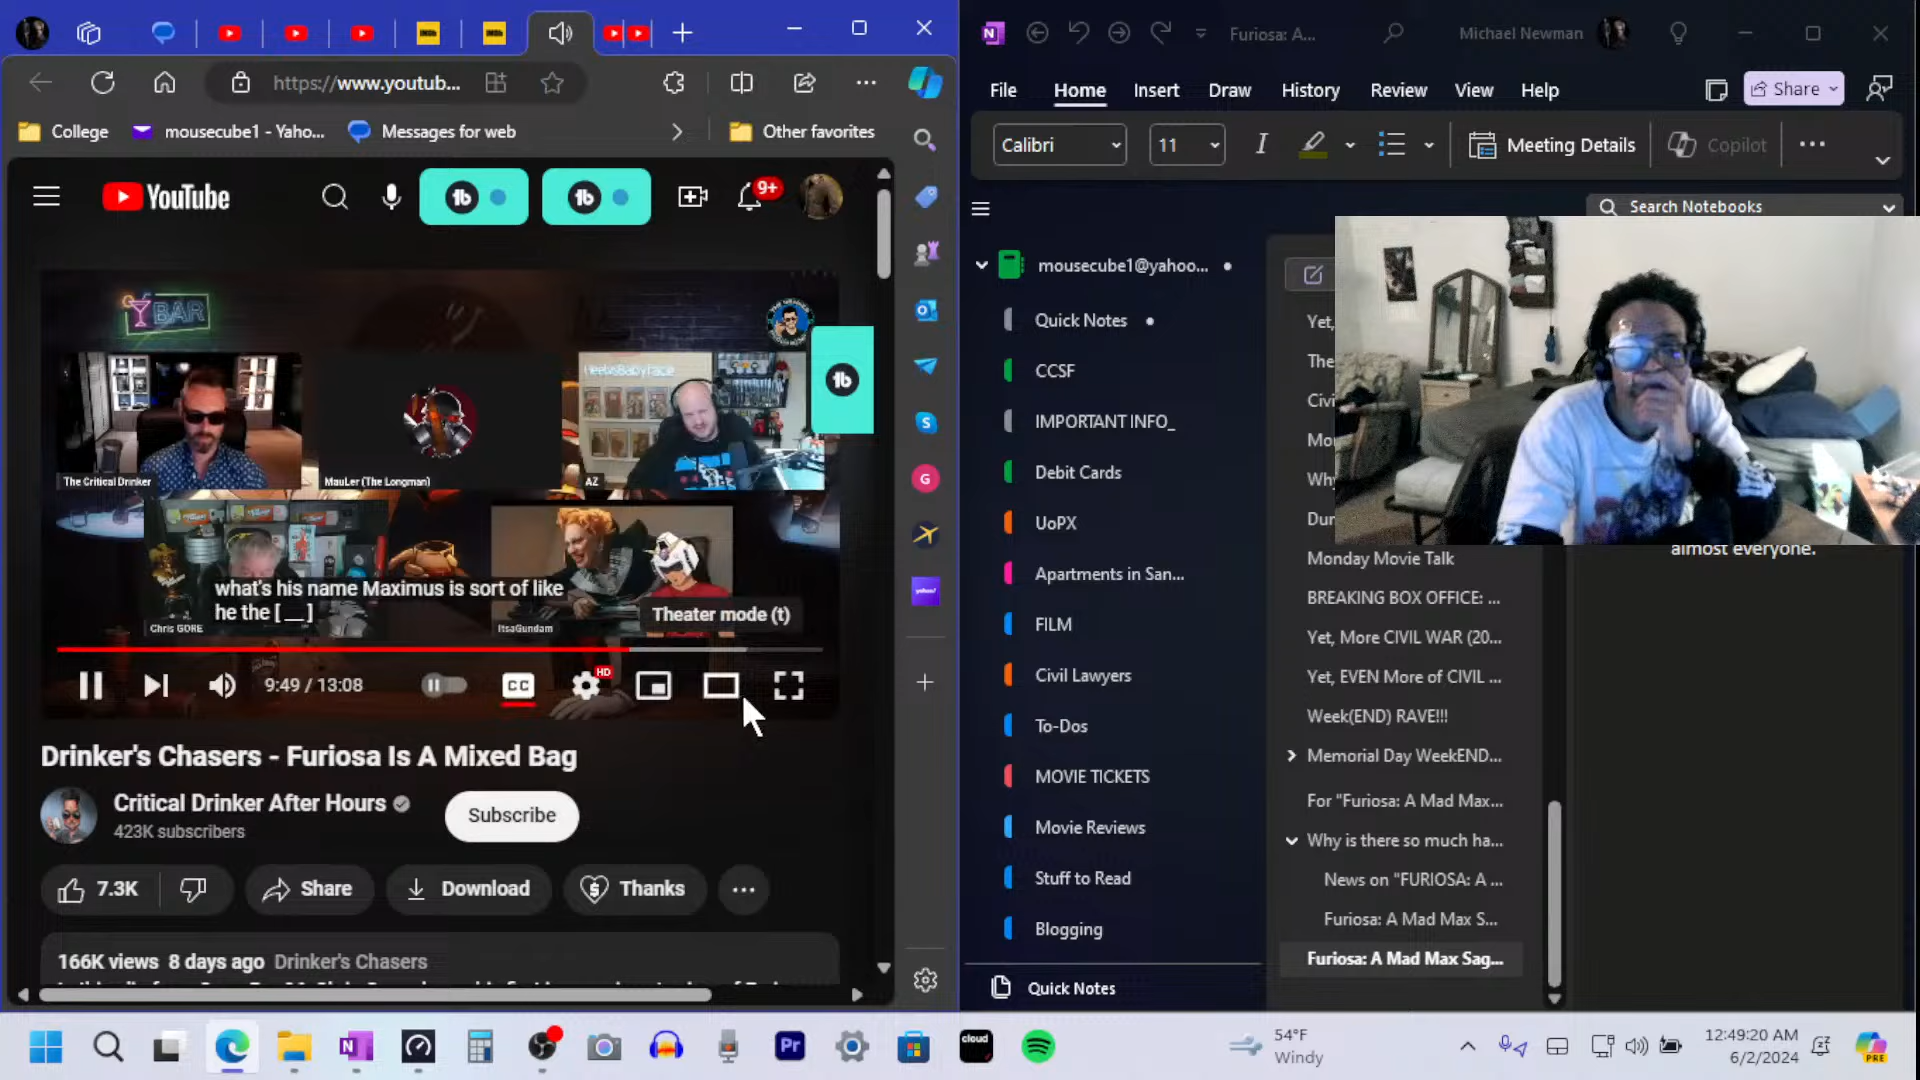 https://www.youtub...
College
mousecube1 - Yaho...
Messages for web
Other favorites
YouTube
9+
BAR
The Critical Drinker
MauLer (The Longman)
HeelsBabyface
AZ
what's his name Maximus is sort of like
he the [ __ ]
Chris GORE
ItsaGundam
Theater mode (t)
9:49 / 13:08
CC
HD
Drinker's Chasers - Furiosa Is A Mixed Bag
Critical Drinker After Hours
423K subscribers
Subscribe
7.3K
Share
Download
Thanks
166K views 8 days ago Drinker's Chasers
Furiosa: A...
Michael Newman
File
Home
Insert
Draw
History
Review
View
Help
Share
Calibri
11
Meeting Details
Copilot
Search Notebooks
mousecube1@yahoo...
Quick Notes
CCSF
IMPORTANT INFO_
Debit Cards
UoPX
Apartments in San...
FILM
Civil Lawyers
To-Dos
MOVIE TICKETS
Movie Reviews
Stuff to Read
Blogging
Quick Notes
Yet,
The
Civi
Mo
Why
Dun
Monday Movie Talk
BREAKING BOX OFFICE: ...
Yet, More CIVIL WAR (20...
Yet, EVEN More of CIVIL ...
Week(END) RAVE!!!
Memorial Day WeekEND...
For "Furiosa: A Mad Max...
Why is there so much ha...
News on "FURIOSA: A ...
Furiosa: A Mad Max S...
Furiosa: A Mad Max Sag...
almost everyone.
54°F
Windy
12:49:20 AM
6/2/2024